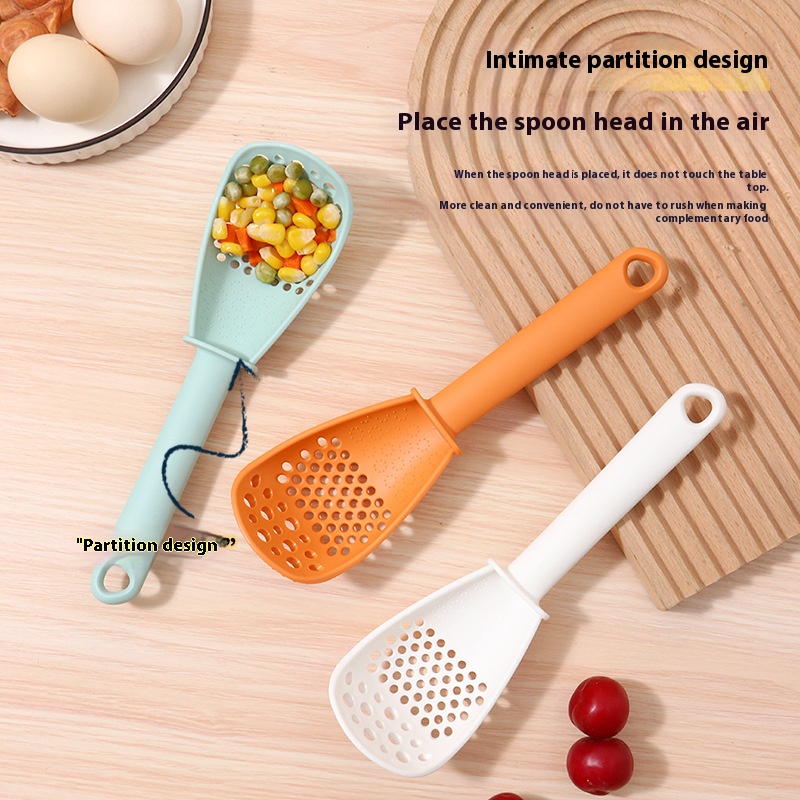 Intimate partition design
Place the spoon head in the air
When the spoon head is placed, it does not touch the table
top.
More clean and convenient, do not have to rush when making
complementary food
"Partition design "”